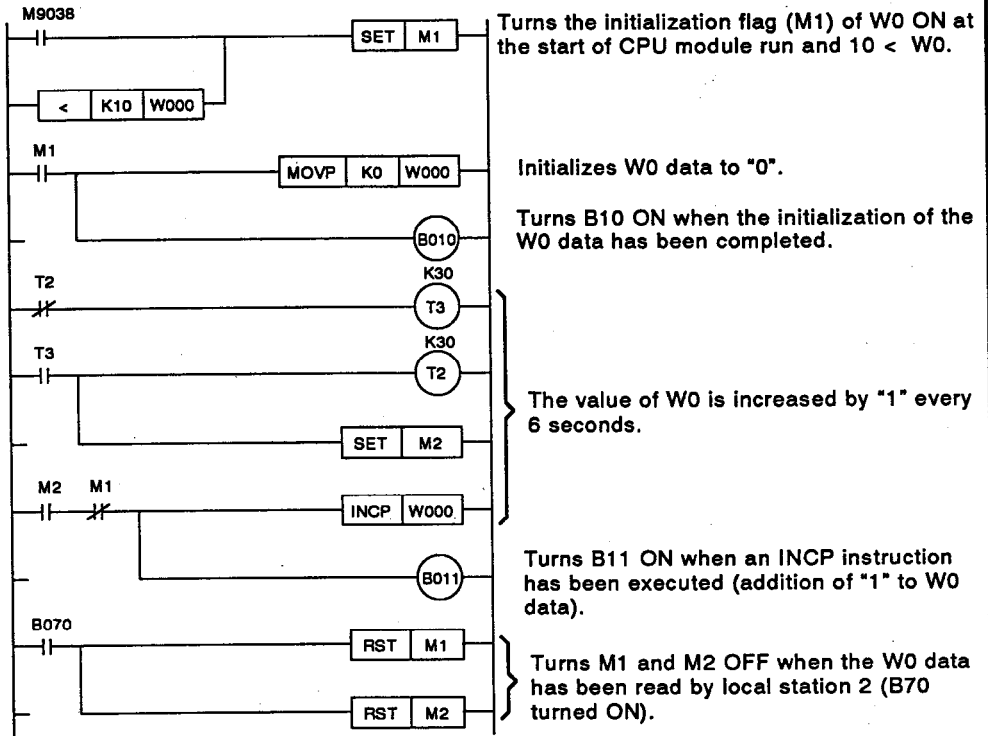 M9038
SET M1
Turns the initialization flag (M1) of W0 ON at
the start of CPU module run and 10 < W0.
< K10 W000
M1
MOVP K0 W000
Initializes W0 data to "0".
B010
Turns B10 ON when the initialization of the
W0 data has been completed.
T2
K30
T3
T3
K30
T2
SET M2
The value of W0 is increased by "1" every
6 seconds.
M2 M1
INCP W000
B011
Turns B11 ON when an INCP instruction
has been executed (addition of "1" to W0
data).
B070
RST M1
RST M2
Turns M1 and M2 OFF when the W0 data
has been read by local station 2 (B70
turned ON).